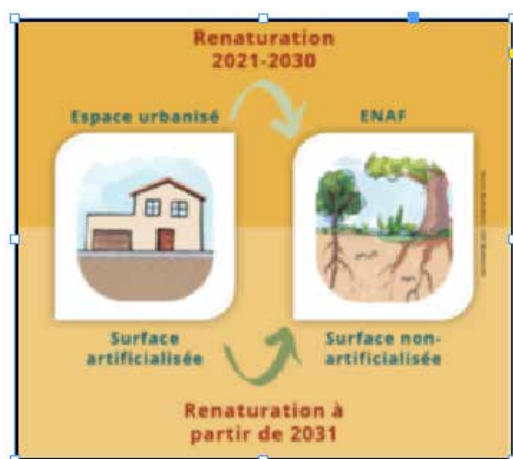 Renaturation
2021-2030
Espace urbanisé
ENAF
Surface
artificialisée
Surface non-
artificialisée
Renaturation à
partir de 2031